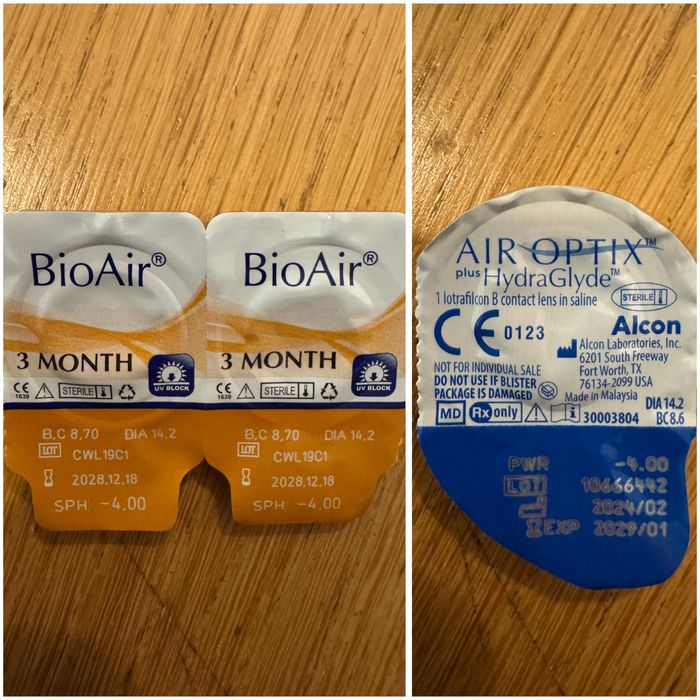 BioAir®
3 MONTH
UV BLOCK
CE 1639 STERILE
B.C 8.70 DIA 14.2
LOT CWL19C1
2028.12.18
SPH -4.00
BioAir®
3 MONTH
UV BLOCK
CE 1639 STERILE
B.C 8.70 DIA 14.2
LOT CWL19C1
2028.12.18
SPH -4.00
AIR OPTIX™
plus HydraGlyde™
1 lotrafilcon B contact lens in saline STERILE
CE 0123
Alcon
Alcon Laboratories, Inc.
6201 South Freeway
Fort Worth, TX
76134-2099 USA
Made in Malaysia
NOT FOR INDIVIDUAL SALE
DO NOT USE IF BLISTER
PACKAGE IS DAMAGED
MD Rx only 30003804
DIA 14.2
BC 8.6
PWR -4.00
LOT 10666442
2024/02
EXP 2029/01